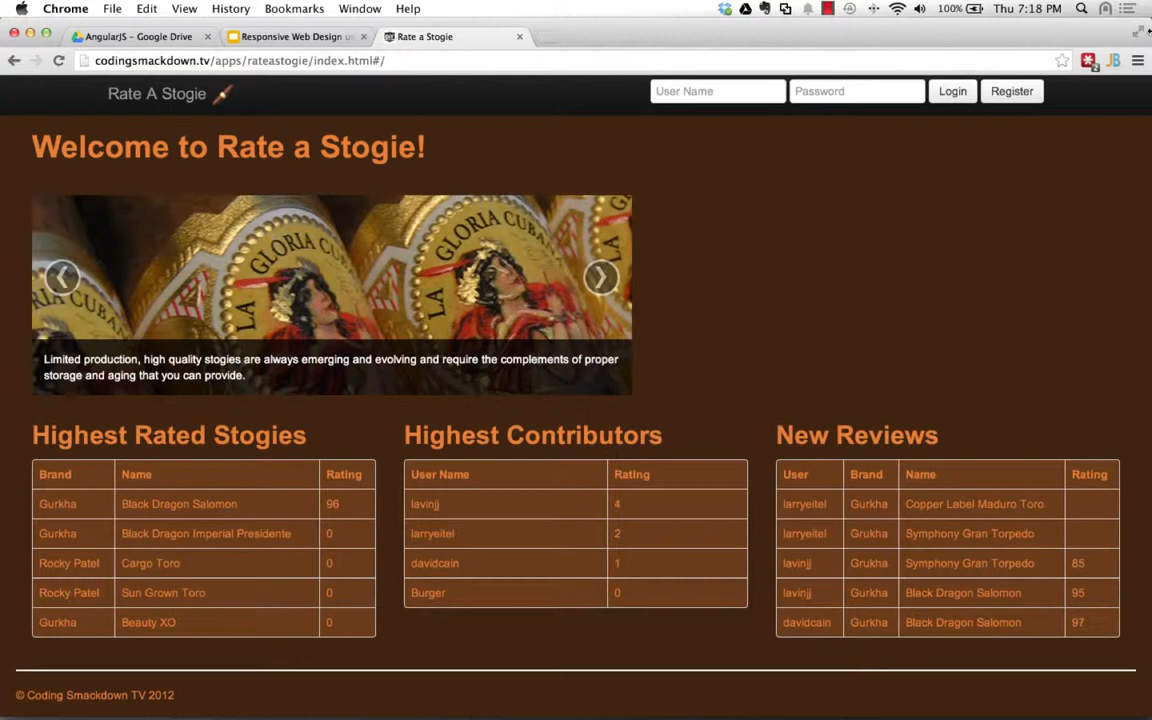 Chrome File Edit View History Bookmarks Window Help 100% Thu 7:18 PM
AngularJS – Google Drive Responsive Web Design us Rate a Stogie
codingsmackdown.tv/apps/rateastogie/index.html#/
Rate A Stogie User Name Password Login Register
Welcome to Rate a Stogie!
GLORIA CUBANA GLORIA CUBAN
LA LA
Limited production, high quality stogies are always emerging and evolving and require the complements of proper
storage and aging that you can provide.
Highest Rated Stogies
Brand Name Rating
Gurkha Black Dragon Salomon 96
Gurkha Black Dragon Imperial Presidente 0
Rocky Patel Cargo Toro 0
Rocky Patel Sun Grown Toro 0
Gurkha Beauty XO 0
Highest Contributors
User Name Rating
lavinjj 4
larryeitel 2
davidcain 1
Burger 0
New Reviews
User Brand Name Rating
larryeitel Gurkha Copper Label Maduro Toro
larryeitel Grukha Symphony Gran Torpedo
lavinjj Grukha Symphony Gran Torpedo 85
lavinjj Gurkha Black Dragon Salomon 95
davidcain Gurkha Black Dragon Salomon 97
© Coding Smackdown TV 2012